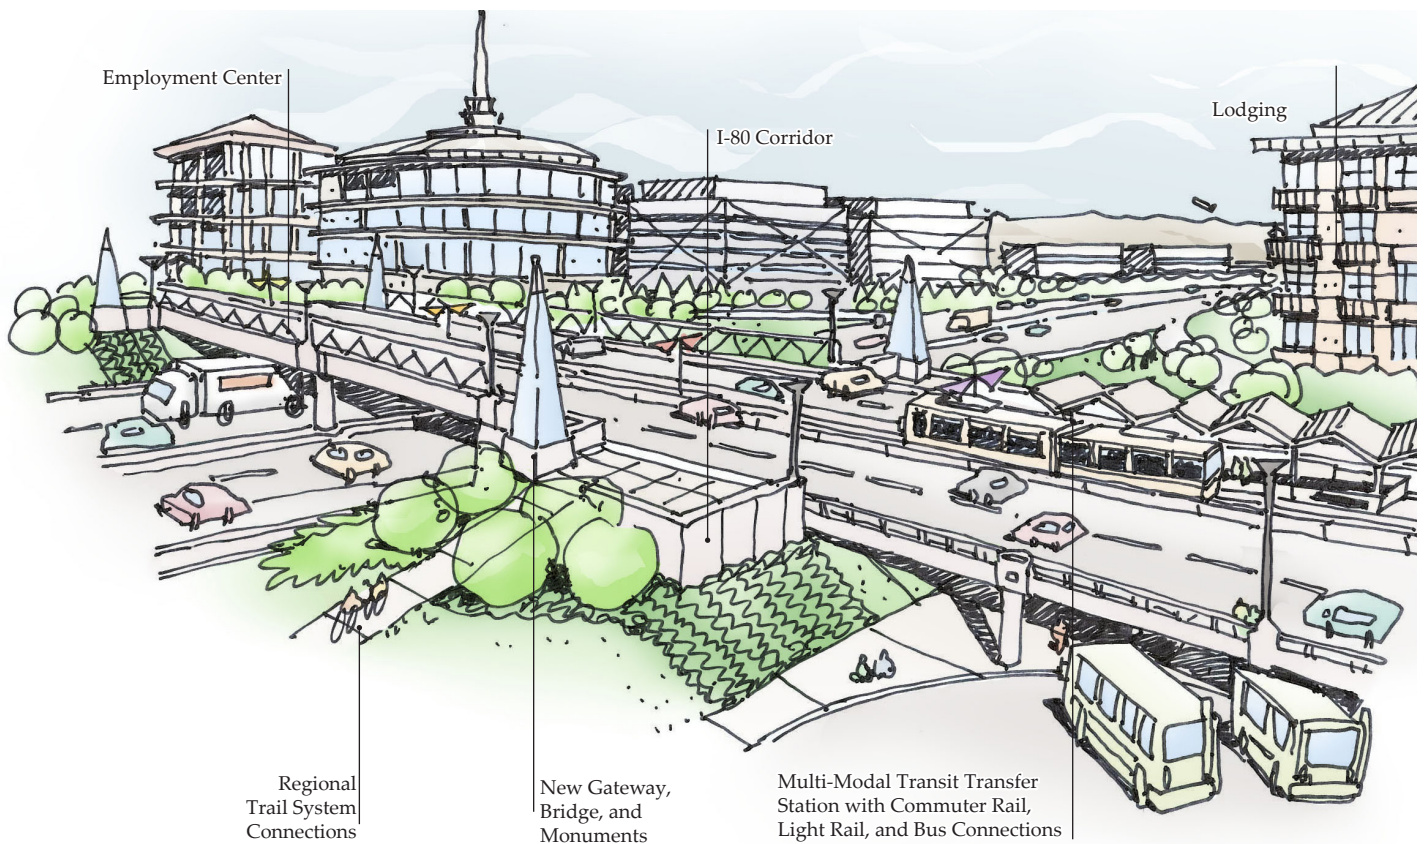 Employment Center
I-80 Corridor
Lodging
Regional
Trail System
Connections
New Gateway,
Bridge, and
Monuments
Multi-Modal Transit Transfer
Station with Commuter Rail,
Light Rail, and Bus Connections